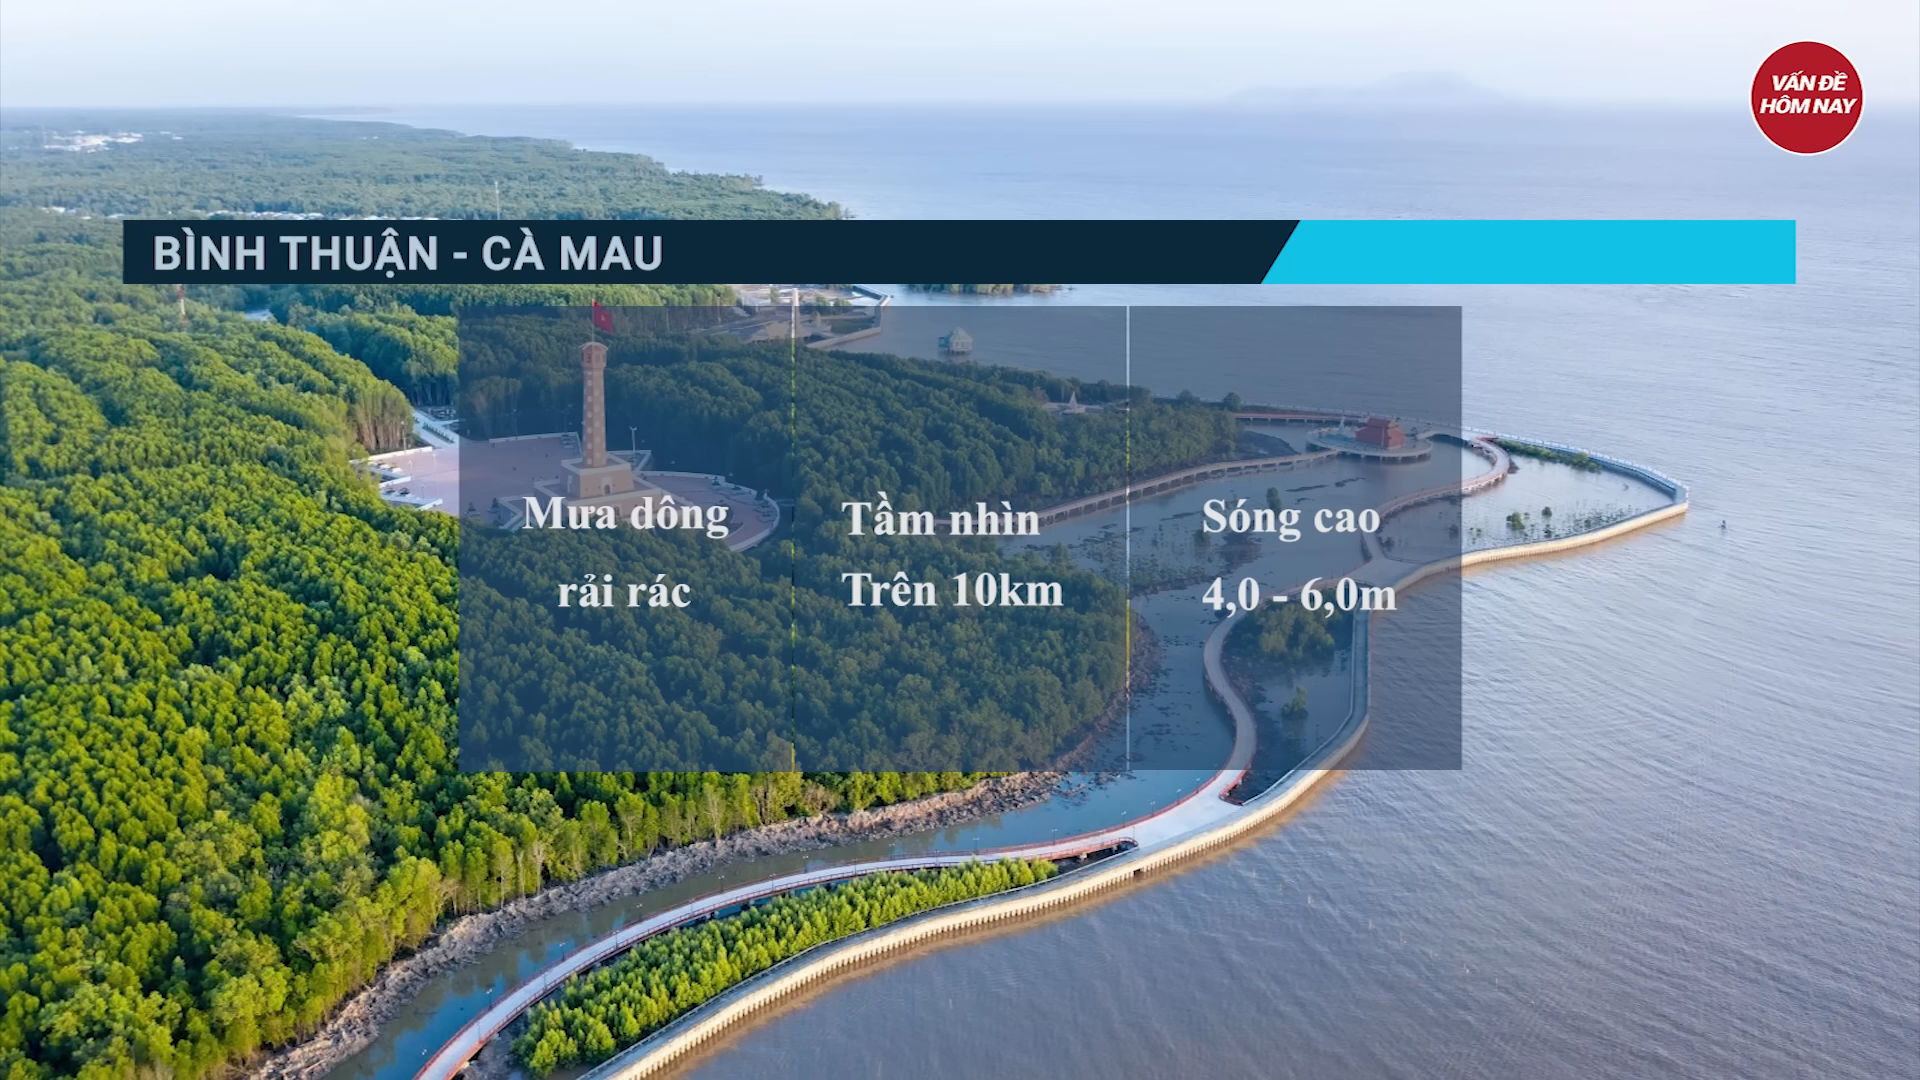 VẤN ĐỀ
HÔM NAY
BÌNH THUẬN - CÀ MAU
Mưa dông
rải rác
Tầm nhìn
Trên 10km
Sóng cao
4,0 - 6,0m